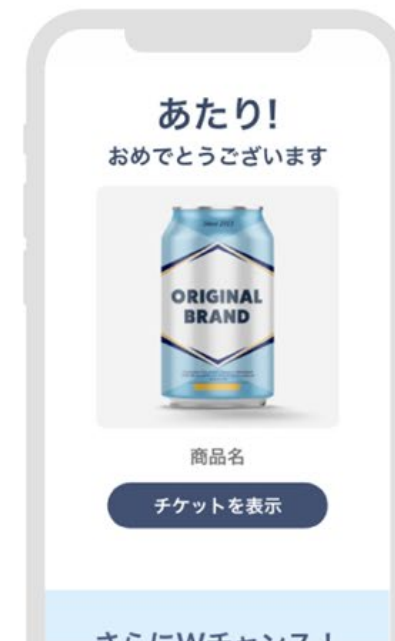 あたり!
おめでとうございます
ORIGINAL
BRAND
商品名
チケットを表示
さらにWチャンス!